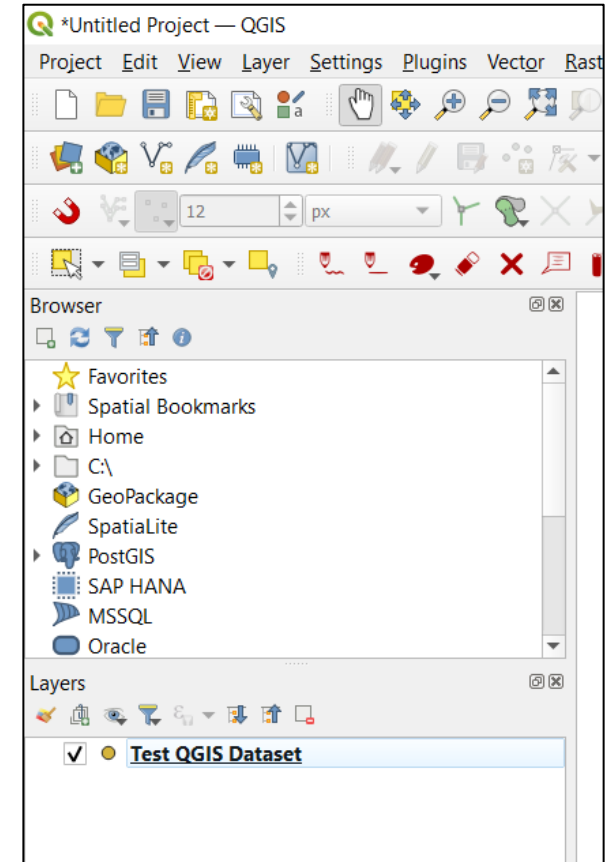 *Untitled Project — QGIS
Project Edit View Layer Settings Plugins Vector Rast
a
12 px
Browser
Favorites
Spatial Bookmarks
Home
C:\
GeoPackage
SpatiaLite
PostGIS
SAP HANA
MSSQL
Oracle
Layers
Test QGIS Dataset